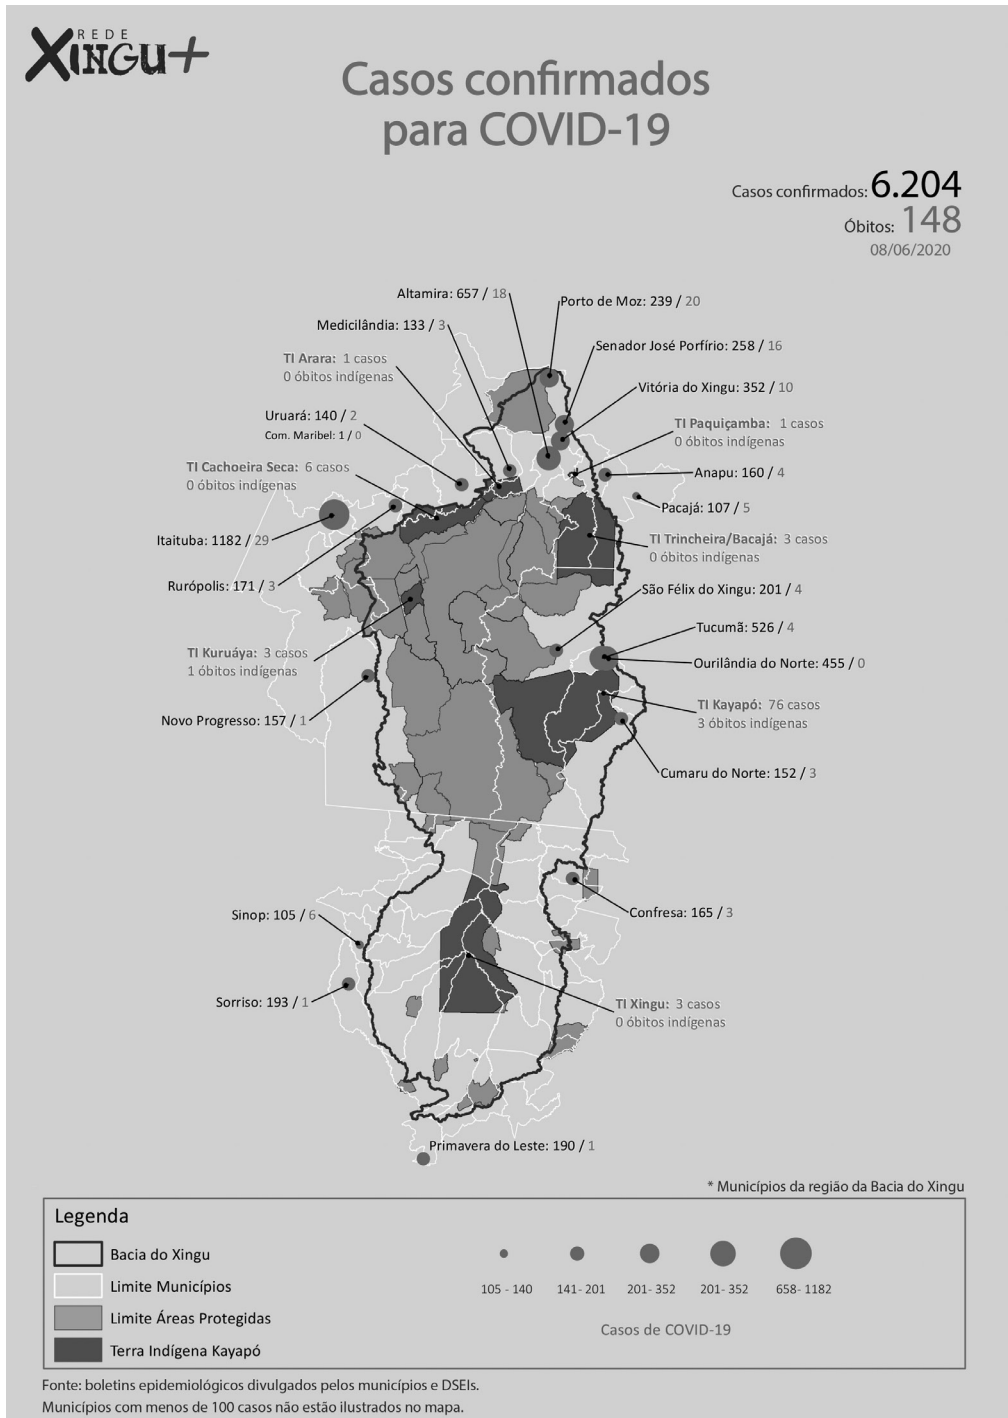 REDE
XINGU+
Casos confirmados
para COVID-19
Casos confirmados: 6.204
Óbitos: 148
08/06/2020
Altamira: 657 / 18
Porto de Moz: 239 / 20
Medicilândia: 133 / 3
Senador José Porfírio: 258 / 16
TI Arara: 1 casos
0 óbitos indígenas
Vitória do Xingu: 352 / 10
Uruará: 140 / 2
Com. Maribel: 1 / 0
TI Paquiçamba: 1 casos
0 óbitos indígenas
TI Cachoeira Seca: 6 casos
0 óbitos indígenas
Anapu: 160 / 4
Pacajá: 107 / 5
Itaituba: 1182 / 29
TI Trincheira/Bacajá: 3 casos
0 óbitos indígenas
Rurópolis: 171 / 3
São Félix do Xingu: 201 / 4
Tucumã: 526 / 4
TI Kuruáya: 3 casos
1 óbitos indígenas
Ourilândia do Norte: 455 / 0
TI Kayapó: 76 casos
3 óbitos indígenas
Novo Progresso: 157 / 1
Cumaru do Norte: 152 / 3
Sinop: 105 / 6
Confresa: 165 / 3
Sorriso: 193 / 1
TI Xingu: 3 casos
0 óbitos indígenas
Primavera do Leste: 190 / 1
* Municípios da região da Bacia do Xingu
Legenda
Bacia do Xingu
Limite Municípios
Limite Áreas Protegidas
Terra Indígena Kayapó
105 - 140 141- 201 201- 352 201- 352 658- 1182
Casos de COVID-19
Fonte: boletins epidemiológicos divulgados pelos municípios e DSEIs.
Municípios com menos de 100 casos não estão ilustrados no mapa.